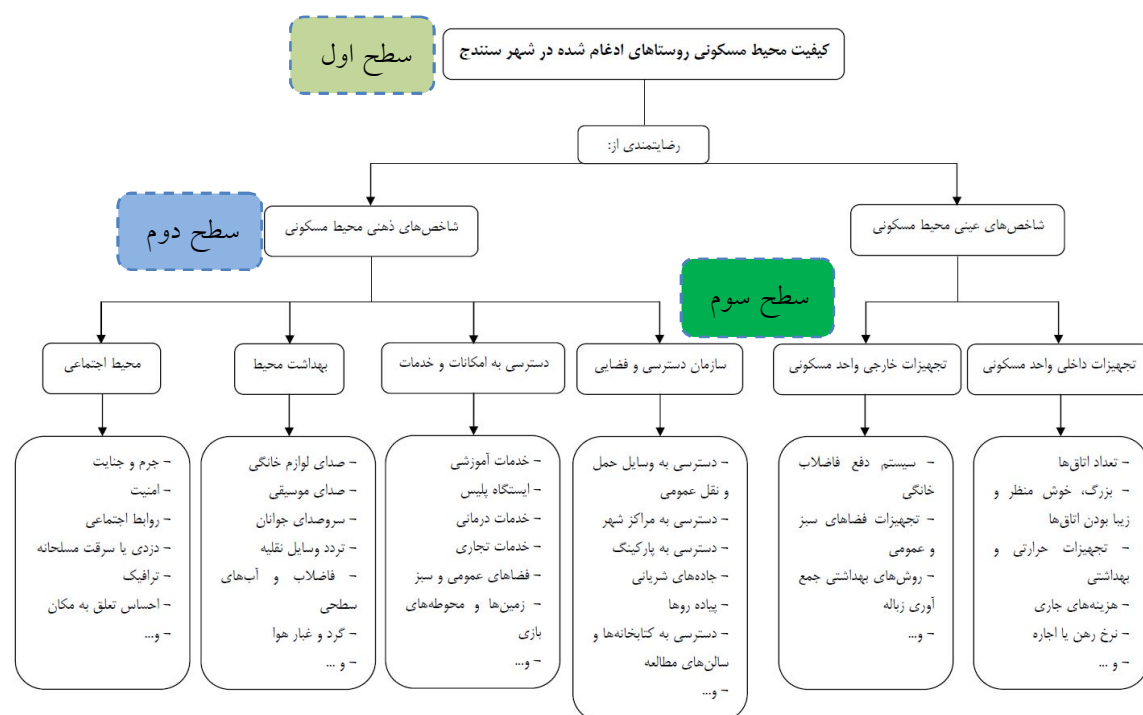 سطح اول
کیفیت محیط مسکونی روستاهای ادغام شده در شهر سنندج
رضایتمندی از:
سطح دوم
شاخص‌های عینی محیط مسکونی
شاخص‌های ذهنی محیط مسکونی
سطح سوم
تجهیزات داخلی واحد مسکونی
تجهیزات خارجی واحد مسکونی
سازمان دسترسی و فضایی
دسترسی به امکانات و خدمات
بهداشت محیط
محیط اجتماعی
- تعداد اتاق‌ها
- بزرگ، خوش منظر و
زیبا بودن اتاق‌ها
- تجهیزات حرارتی و
بهداشتی
- هزینه‌های جاری
- نرخ رهن یا اجاره
- و ...
- سیستم دفع فاضلاب
خانگی
- تجهیزات فضاهای سبز
و عمومی
- روش‌های بهداشتی جمع
آوری زباله
- و...
- دسترسی به وسایل حمل
و نقل عمومی
- دسترسی به مراکز شهر
- دسترسی به پارکینگ
- جاده‌های شریانی
- پیاده روها
- دسترسی به کتابخانه‌ها و
سالن‌های مطالعه
- و...
- خدمات آموزشی
- ایستگاه پلیس
- خدمات درمانی
- خدمات تجاری
- فضاهای عمومی و سبز
- زمین‌ها و محوطه‌های
بازی
- و...
- صدای لوازم خانگی
- صدای موسیقی
- سروصدای جوانان
- تردد وسایل نقلیه
- فاضلاب و آب‌های
سطحی
- گرد و غبار هوا
- و ...
- جرم و جنایت
- امنیت
- روابط اجتماعی
- دزدی یا سرقت مسلحانه
- ترافیک
- احساس تعلق به مکان
- و...